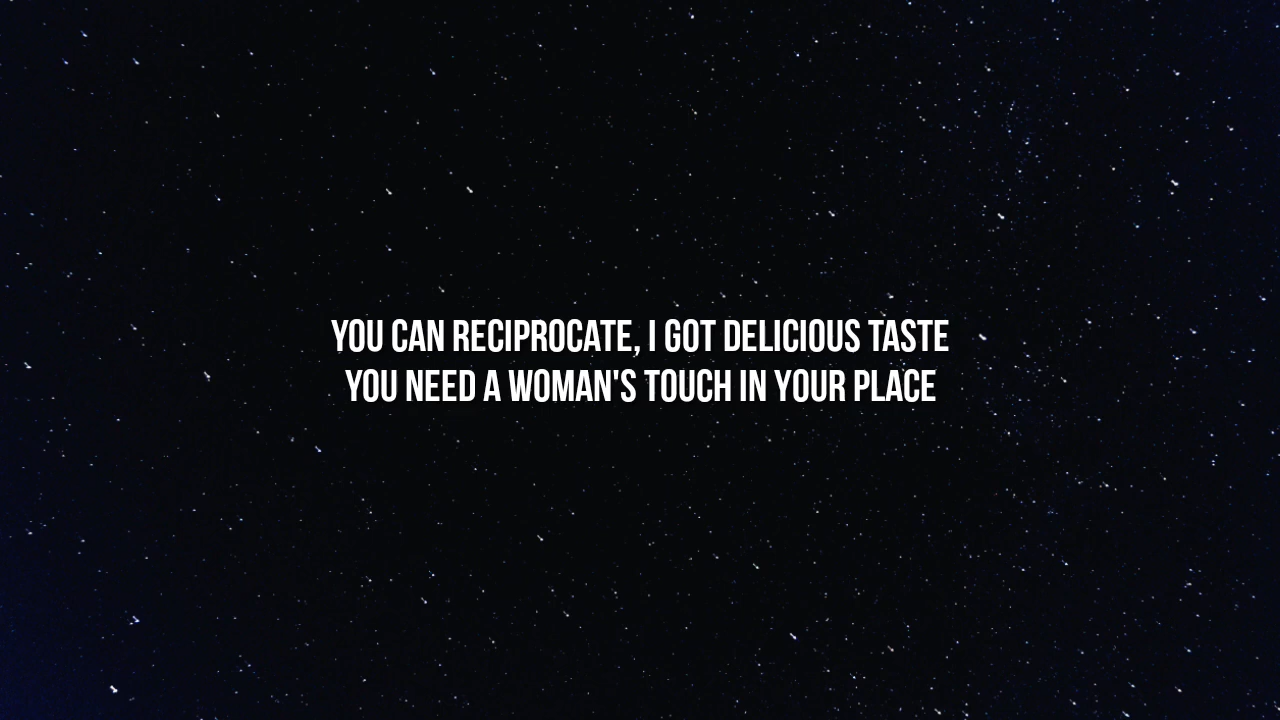 YOU CAN RECIPROCATE, I GOT DELICIOUS TASTE
YOU NEED A WOMAN'S TOUCH IN YOUR PLACE